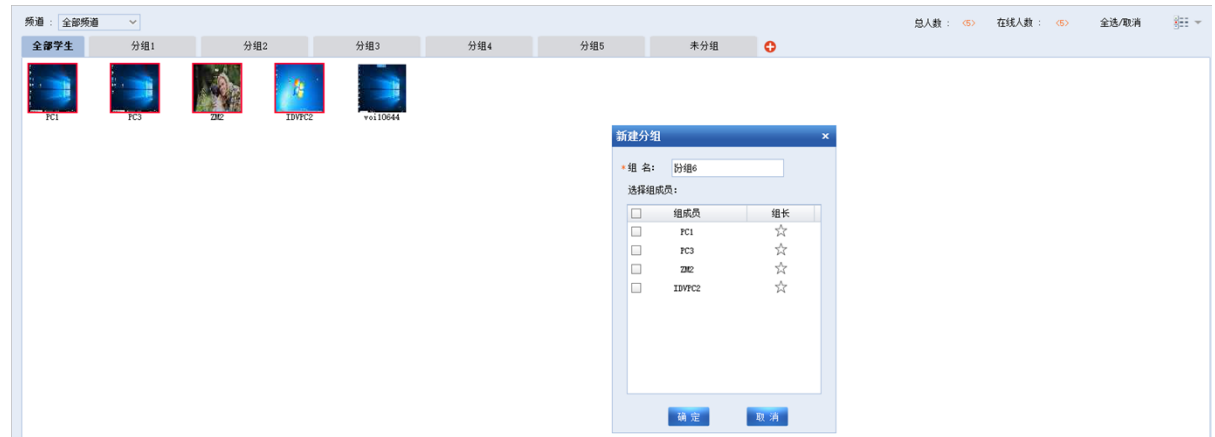 频道： 全部频道 总人数： <5> 在线人数： <5> 全选/取消
全部学生 分组1 分组2 分组3 分组4 分组5 未分组
PC1 PC3 ZM2 IDVPC2 voi10644
新建分组 ×
*组 名： 分组6
选择组成员：
组成员 组长
PC1
PC3
ZM2
IDVPC2
确定 取消